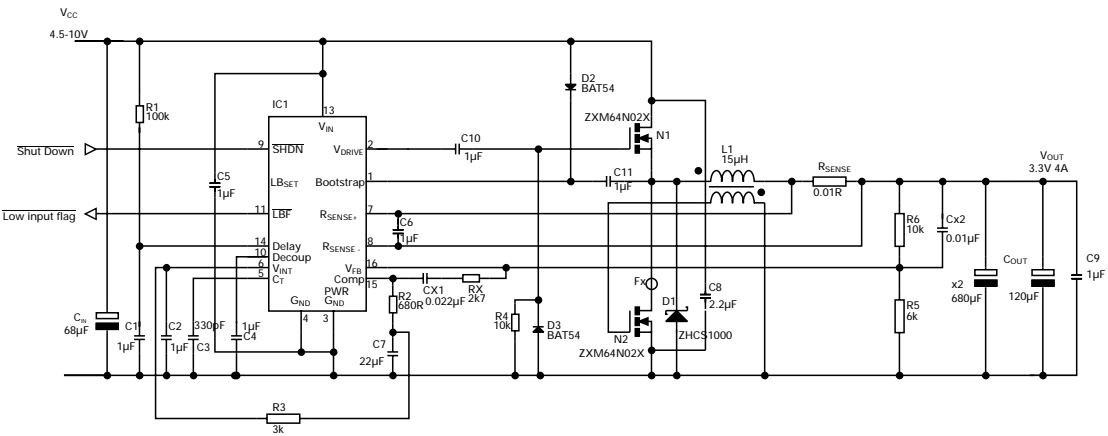 VCC
4.5-10V
D2
BAT54
R1
100k
IC1
13
VIN
ZXM64N02X
N1
Shut Down
9
SHDN
VDRIVE
2
C10
1µF
L1
15µH
RSENSE
0.01R
VOUT
3.3V 4A
C5
1µF
LBSET
Bootstrap
1
C11
1µF
Low input flag
11
LBF
RSENSE+
7
C6
1µF
R6
10k
Cx2
0.01µF
14
Delay
RSENSE -
8
10
Decoup
6
VINT
VFB
16
5
CT
Comp
15
CX1
0.022µF
RX
2k7
Fx
C8
2.2µF
COUT
x2
680µF
120µF
C9
1µF
PWR
GND
GND
4
3
R2
680R
R4
10k
D3
BAT54
D1
ZHCS1000
N2
ZXM64N02X
R5
6k
CIN
68µF
C1
1µF
C2
1µF
330pF
C3
1µF
C4
C7
22µF
R3
3k